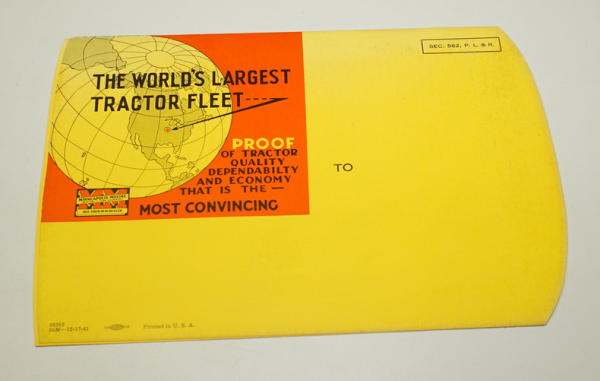 SEC. 562, P. L. & R.
THE WORLD'S LARGEST
TRACTOR FLEET----
PROOF
OF TRACTOR
QUALITY
DEPENDABILTY
AND ECONOMY
THAT IS THE —
MOST CONVINCING
TO
MINNEAPOLIS-MOLINE
Printed in U. S. A.